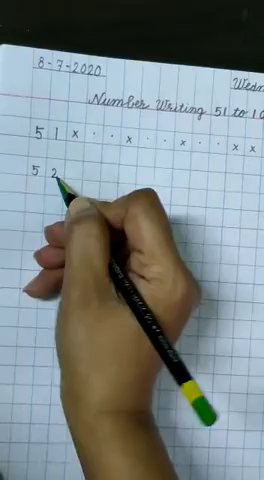 8-7-2020
Wedn
Number Writing 51 to 10
51 x . . x . . x . . x x
52